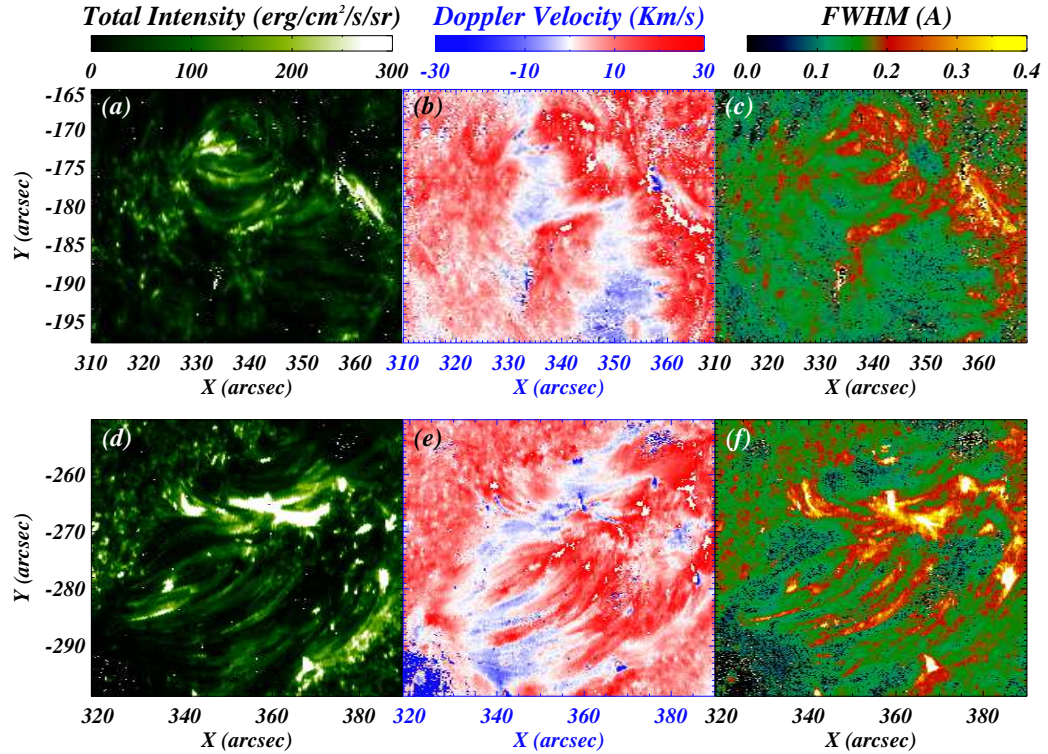 Total Intensity (erg/cm²/s/sr) Doppler Velocity (Km/s) FWHM (A)
0 100 200 300 -30 -10 10 30 0.0 0.1 0.2 0.3 0.4
(a) (b) (c)
-165
-170
-175
-180
-185
-190
-195
Y (arcsec)
310 320 330 340 350 360 310 320 330 340 350 360 310 320 330 340 350 360
X (arcsec) X (arcsec) X (arcsec)
(d) (e) (f)
-260
-270
-280
-290
Y (arcsec)
320 340 360 380 320 340 360 380 320 340 360 380
X (arcsec) X (arcsec) X (arcsec)